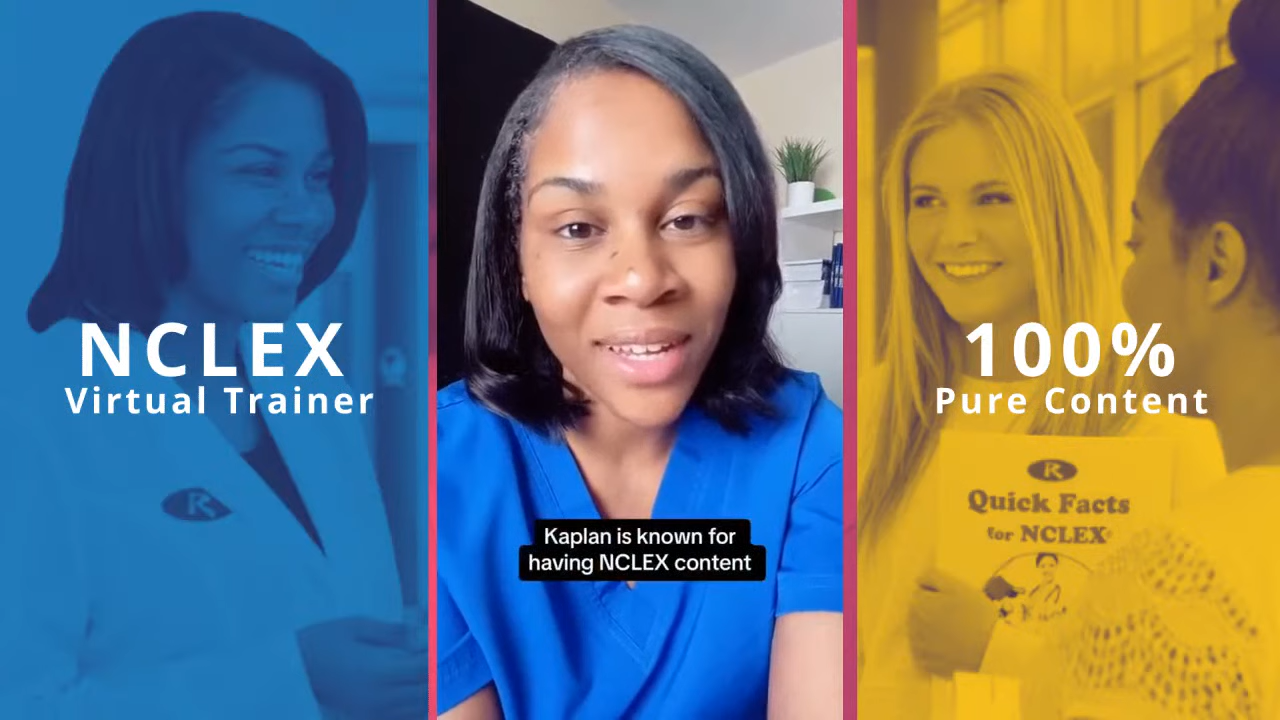 NCLEX
Virtual Trainer
Kaplan is known for
having NCLEX content
100%
Pure Content
R
R
Quick Facts
for NCLEX®